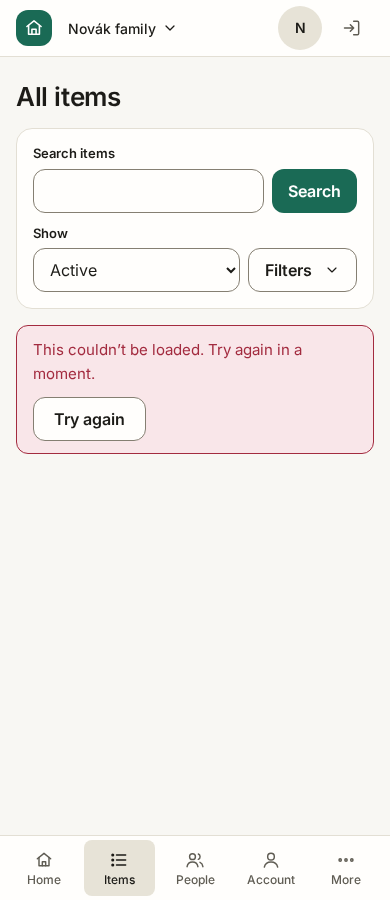 Novák family
N
All items
Search items
Search
Show
Active
Filters
This couldn’t be loaded. Try again in a
moment.
Try again
Home
Items
People
Account
More